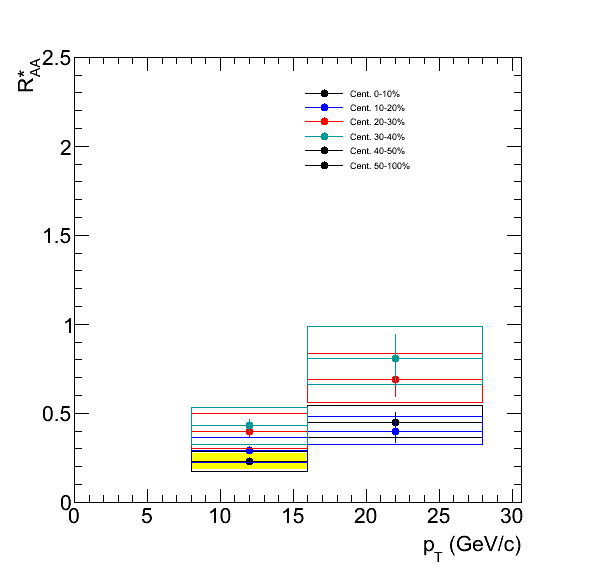 R*AA
2.5
2
1.5
1
0.5
0
Cent. 0-10%
Cent. 10-20%
Cent. 20-30%
Cent. 30-40%
Cent. 40-50%
Cent. 50-100%
0 5 10 15 20 25 30
pT (GeV/c)